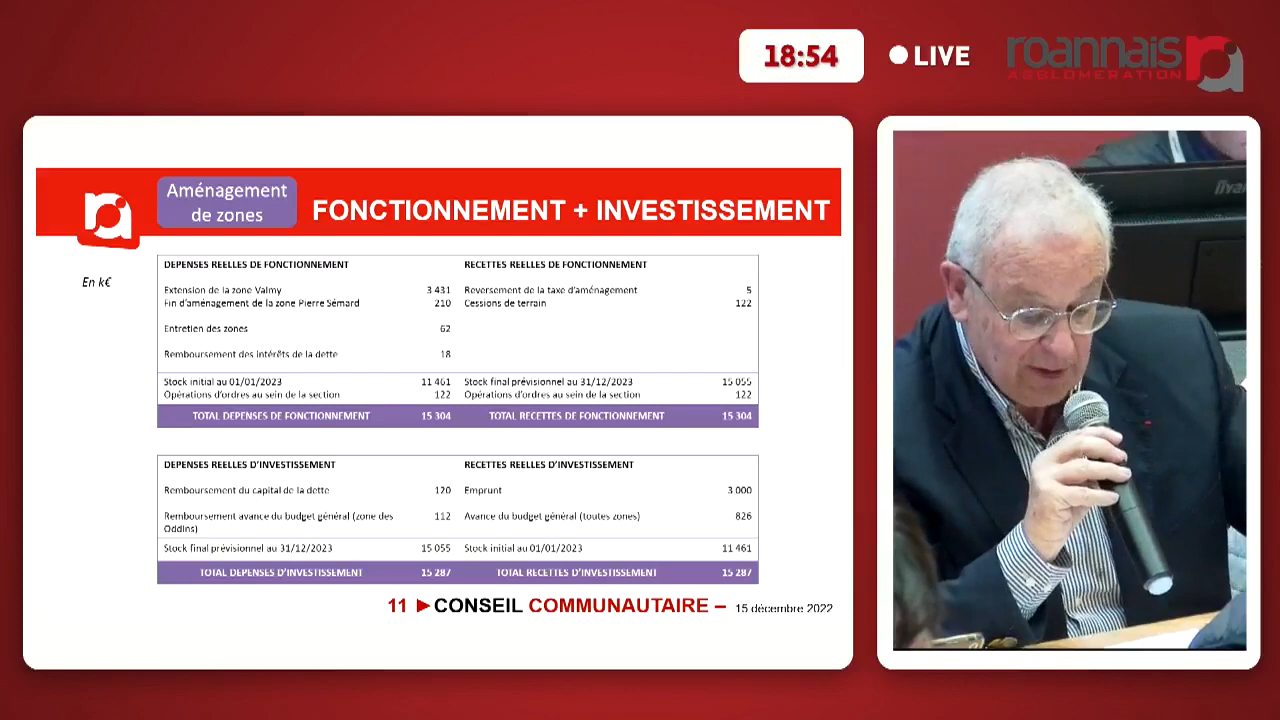 18:54
LIVE
roannais
AGGLOMERATION
Aménagement
de zones
FONCTIONNEMENT + INVESTISSEMENT
En k€
DEPENSES REELLES DE FONCTIONNEMENT RECETTES REELLES DE FONCTIONNEMENT
Extension de la zone Valmy 3 431 Reversement de la taxe d'aménagement 5
Fin d'aménagement de la zone Pierre Sémard 210 Cessions de terrain 122
Entretien des zones 62
Remboursement des intérêts de la dette 18
Stock initial au 01/01/2023 11 461 Stock final prévisionnel au 31/12/2023 15 055
Opérations d'ordres au sein de la section 122 Opérations d'ordres au sein de la section 122
TOTAL DEPENSES DE FONCTIONNEMENT 15 304 TOTAL RECETTES DE FONCTIONNEMENT 15 304
DEPENSES REELLES D'INVESTISSEMENT RECETTES REELLES D'INVESTISSEMENT
Remboursement du capital de la dette 120 Emprunt 3 000
Remboursement avance du budget général (zone des 112 Avance du budget général (toutes zones) 826
Oddins)
Stock final prévisionnel au 31/12/2023 15 055 Stock initial au 01/01/2023 11 461
TOTAL DEPENSES D'INVESTISSEMENT 15 287 TOTAL RECETTES D'INVESTISSEMENT 15 287
11 ►CONSEIL COMMUNAUTAIRE – 15 décembre 2022